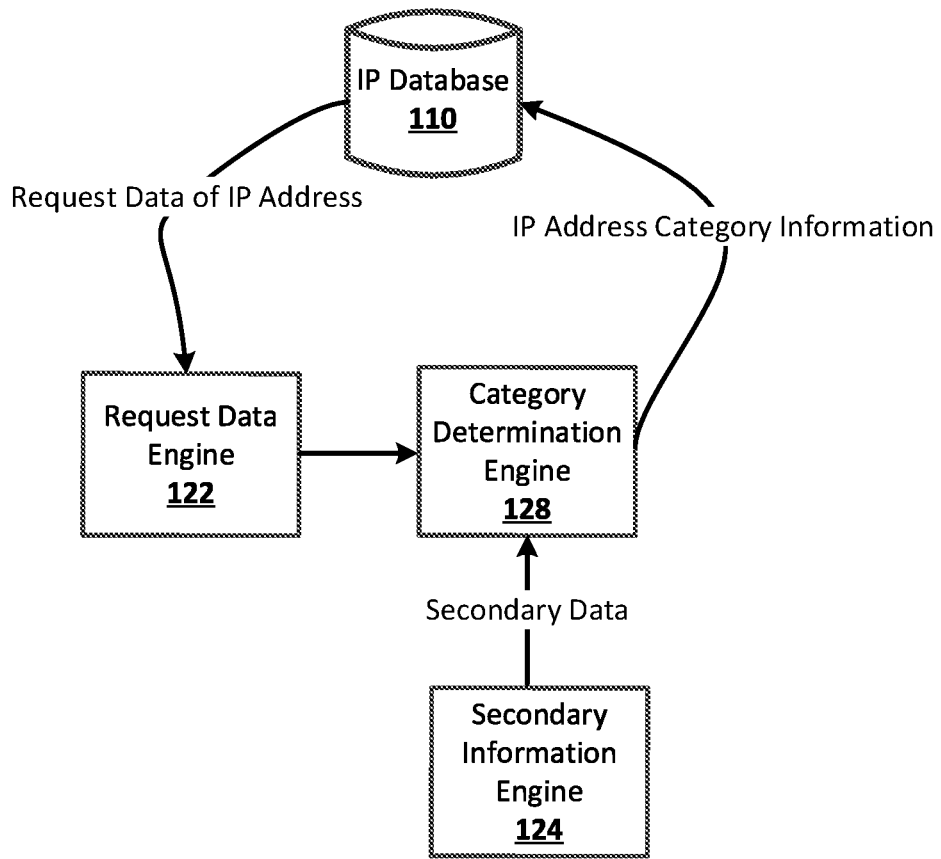 IP Database
110
Request Data of IP Address
IP Address Category Information
Request Data
Engine
122
Category
Determination
Engine
128
Secondary Data
Secondary
Information
Engine
124